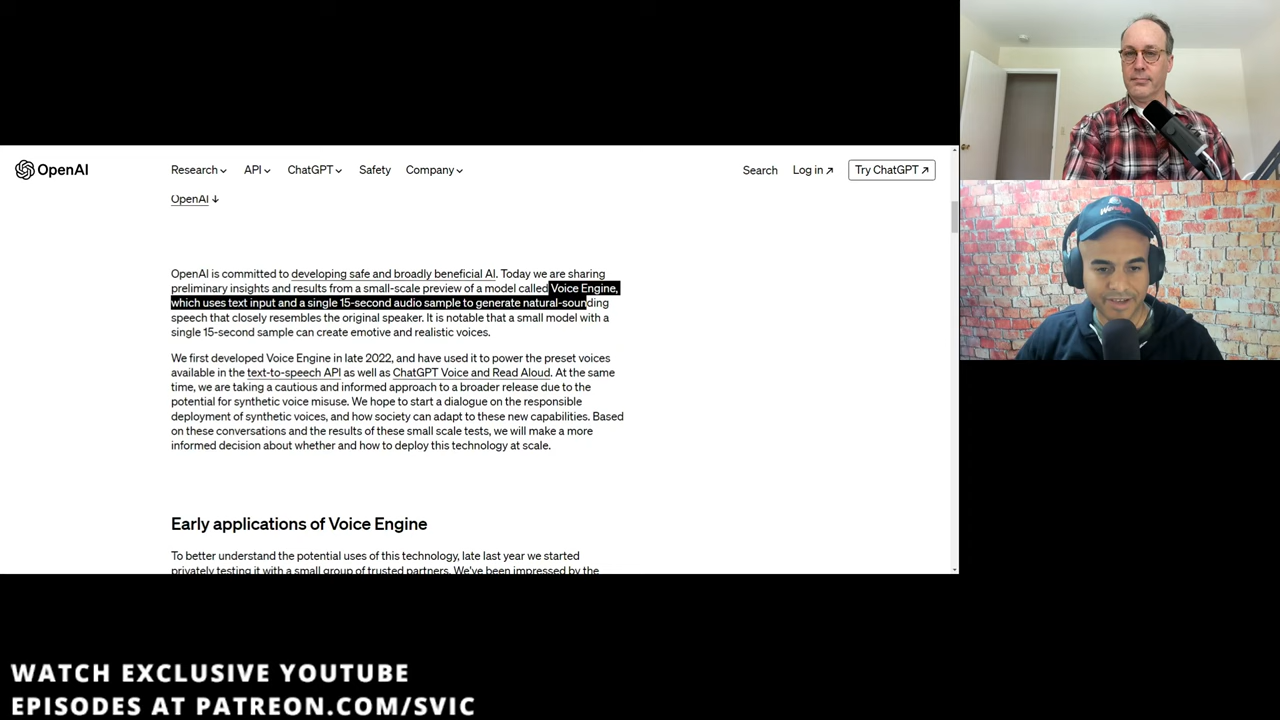 OpenAI
Research
API
ChatGPT
Safety
Company
Search
Log in ↗
Try ChatGPT ↗
OpenAI ↓
OpenAI is committed to developing safe and broadly beneficial AI. Today we are sharing
preliminary insights and results from a small-scale preview of a model called Voice Engine,
which uses text input and a single 15-second audio sample to generate natural-sounding
speech that closely resembles the original speaker. It is notable that a small model with a
single 15-second sample can create emotive and realistic voices.
We first developed Voice Engine in late 2022, and have used it to power the preset voices
available in the text-to-speech API as well as ChatGPT Voice and Read Aloud. At the same
time, we are taking a cautious and informed approach to a broader release due to the
potential for synthetic voice misuse. We hope to start a dialogue on the responsible
deployment of synthetic voices, and how society can adapt to these new capabilities. Based
on these conversations and the results of these small scale tests, we will make a more
informed decision about whether and how to deploy this technology at scale.
Early applications of Voice Engine
To better understand the potential uses of this technology, late last year we started
privately testing it with a small group of trusted partners. We've been impressed by the
WATCH EXCLUSIVE YOUTUBE
EPISODES AT PATREON.COM/SVIC